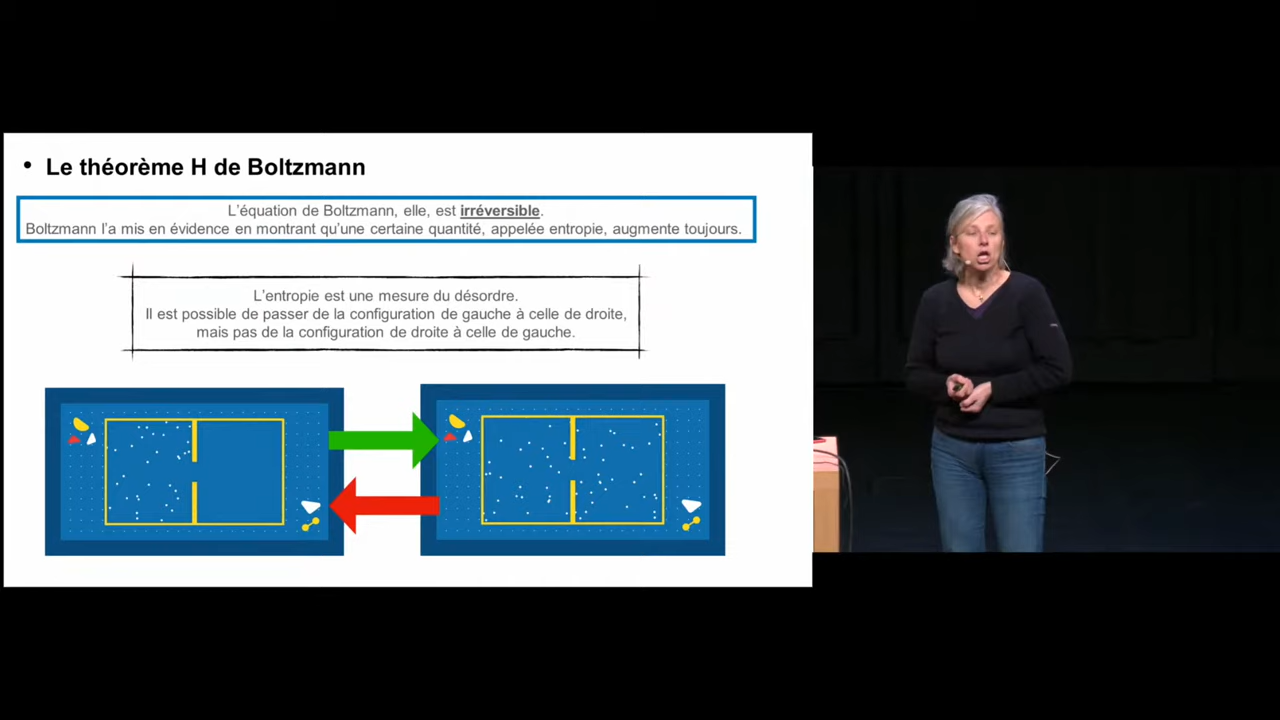 • Le théorème H de Boltzmann
L'équation de Boltzmann, elle, est irréversible.
Boltzmann l'a mis en évidence en montrant qu'une certaine quantité, appelée entropie, augmente toujours.
L'entropie est une mesure du désordre.
Il est possible de passer de la configuration de gauche à celle de droite,
mais pas de la configuration de droite à celle de gauche.